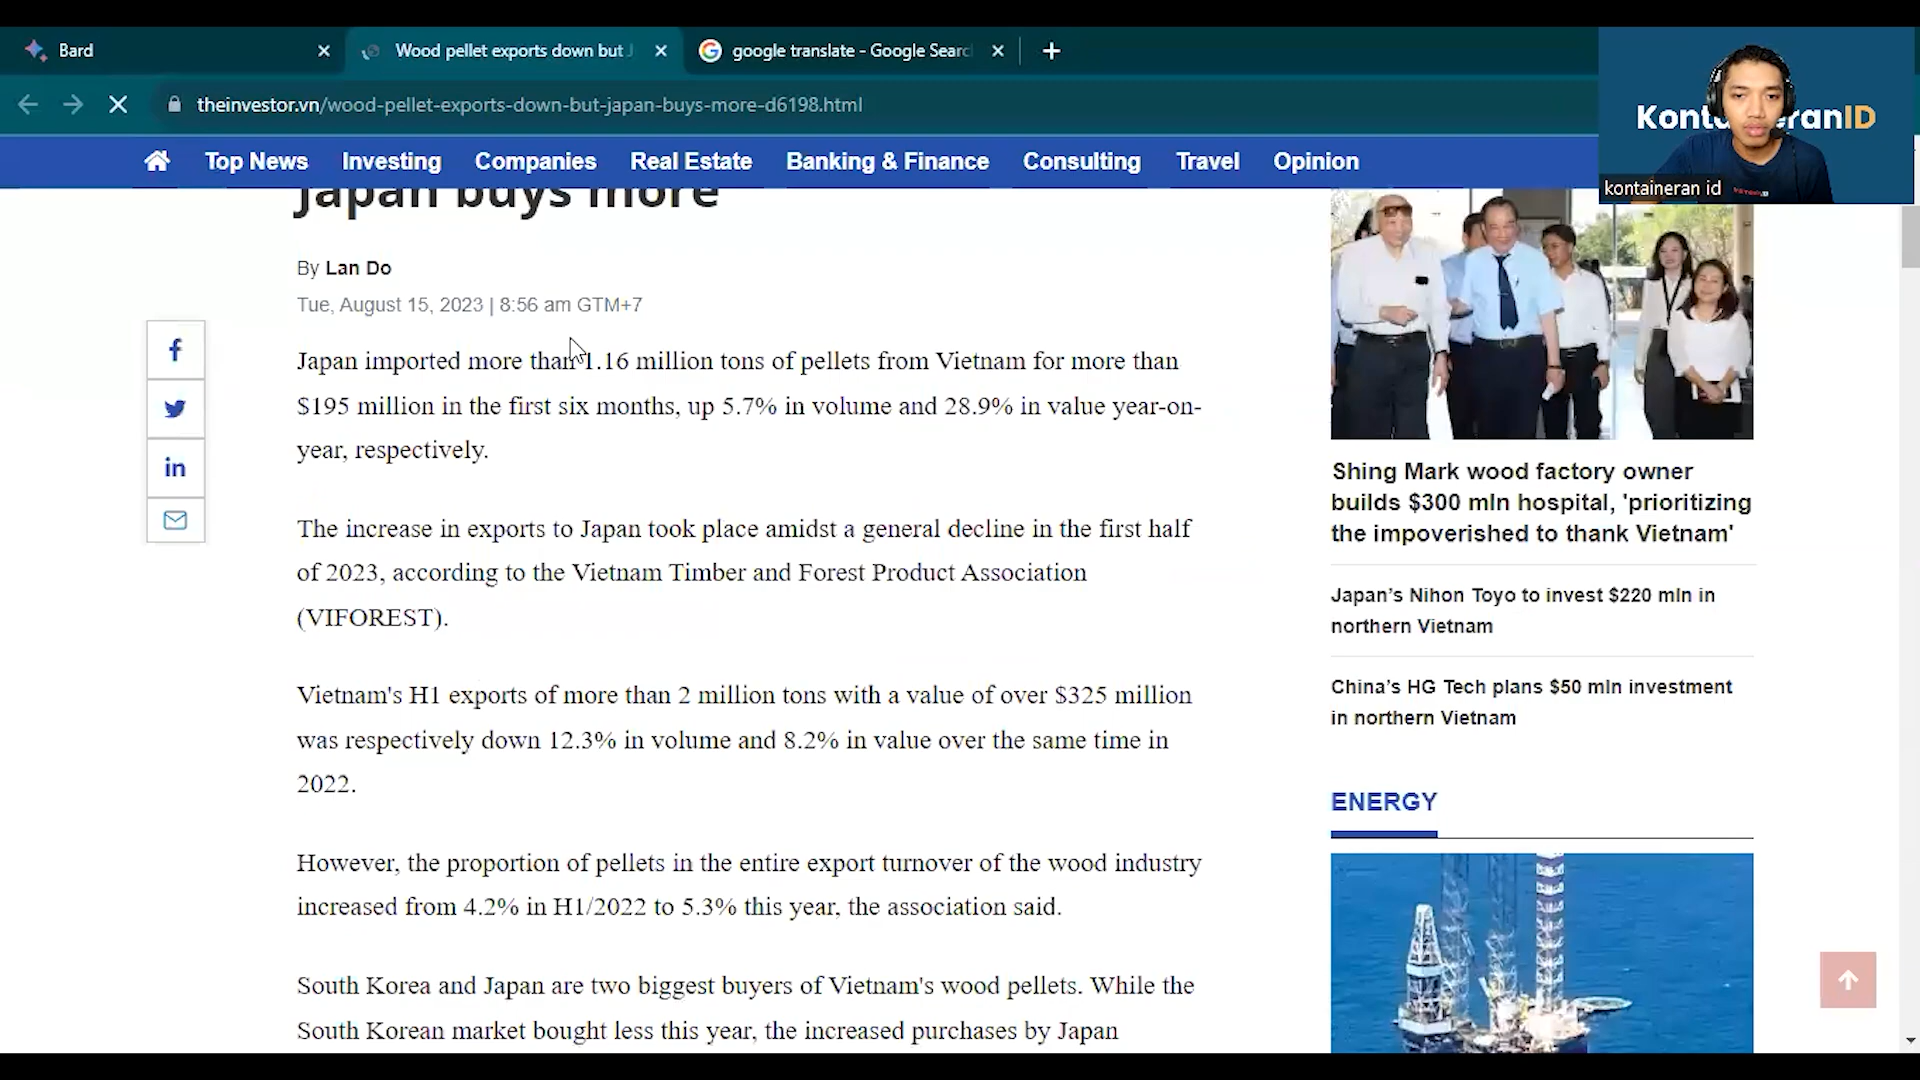 Bard
Wood pellet exports down but J
google translate - Google Searc
theinvestor.vn/wood-pellet-exports-down-but-japan-buys-more-d6198.html
KontaineranID
kontaineran id
Top News
Investing
Companies
Real Estate
Banking & Finance
Consulting
Travel
Opinion
Japan buys more
By Lan Do
Tue, August 15, 2023 | 8:56 am GTM+7
Japan imported more than 1.16 million tons of pellets from Vietnam for more than
$195 million in the first six months, up 5.7% in volume and 28.9% in value year-on-
year, respectively.
The increase in exports to Japan took place amidst a general decline in the first half
of 2023, according to the Vietnam Timber and Forest Product Association
(VIFOREST).
Vietnam's H1 exports of more than 2 million tons with a value of over $325 million
was respectively down 12.3% in volume and 8.2% in value over the same time in
2022.
However, the proportion of pellets in the entire export turnover of the wood industry
increased from 4.2% in H1/2022 to 5.3% this year, the association said.
South Korea and Japan are two biggest buyers of Vietnam's wood pellets. While the
South Korean market bought less this year, the increased purchases by Japan
Shing Mark wood factory owner
builds $300 mln hospital, 'prioritizing
the impoverished to thank Vietnam'
Japan’s Nihon Toyo to invest $220 mln in
northern Vietnam
China’s HG Tech plans $50 mln investment
in northern Vietnam
ENERGY